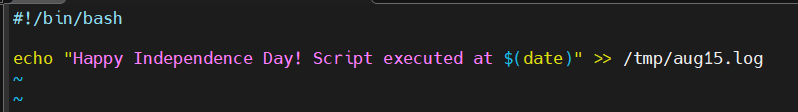 #!/bin/bash
echo "Happy Independence Day! Script executed at $(date)" >> /tmp/aug15.log
~
~